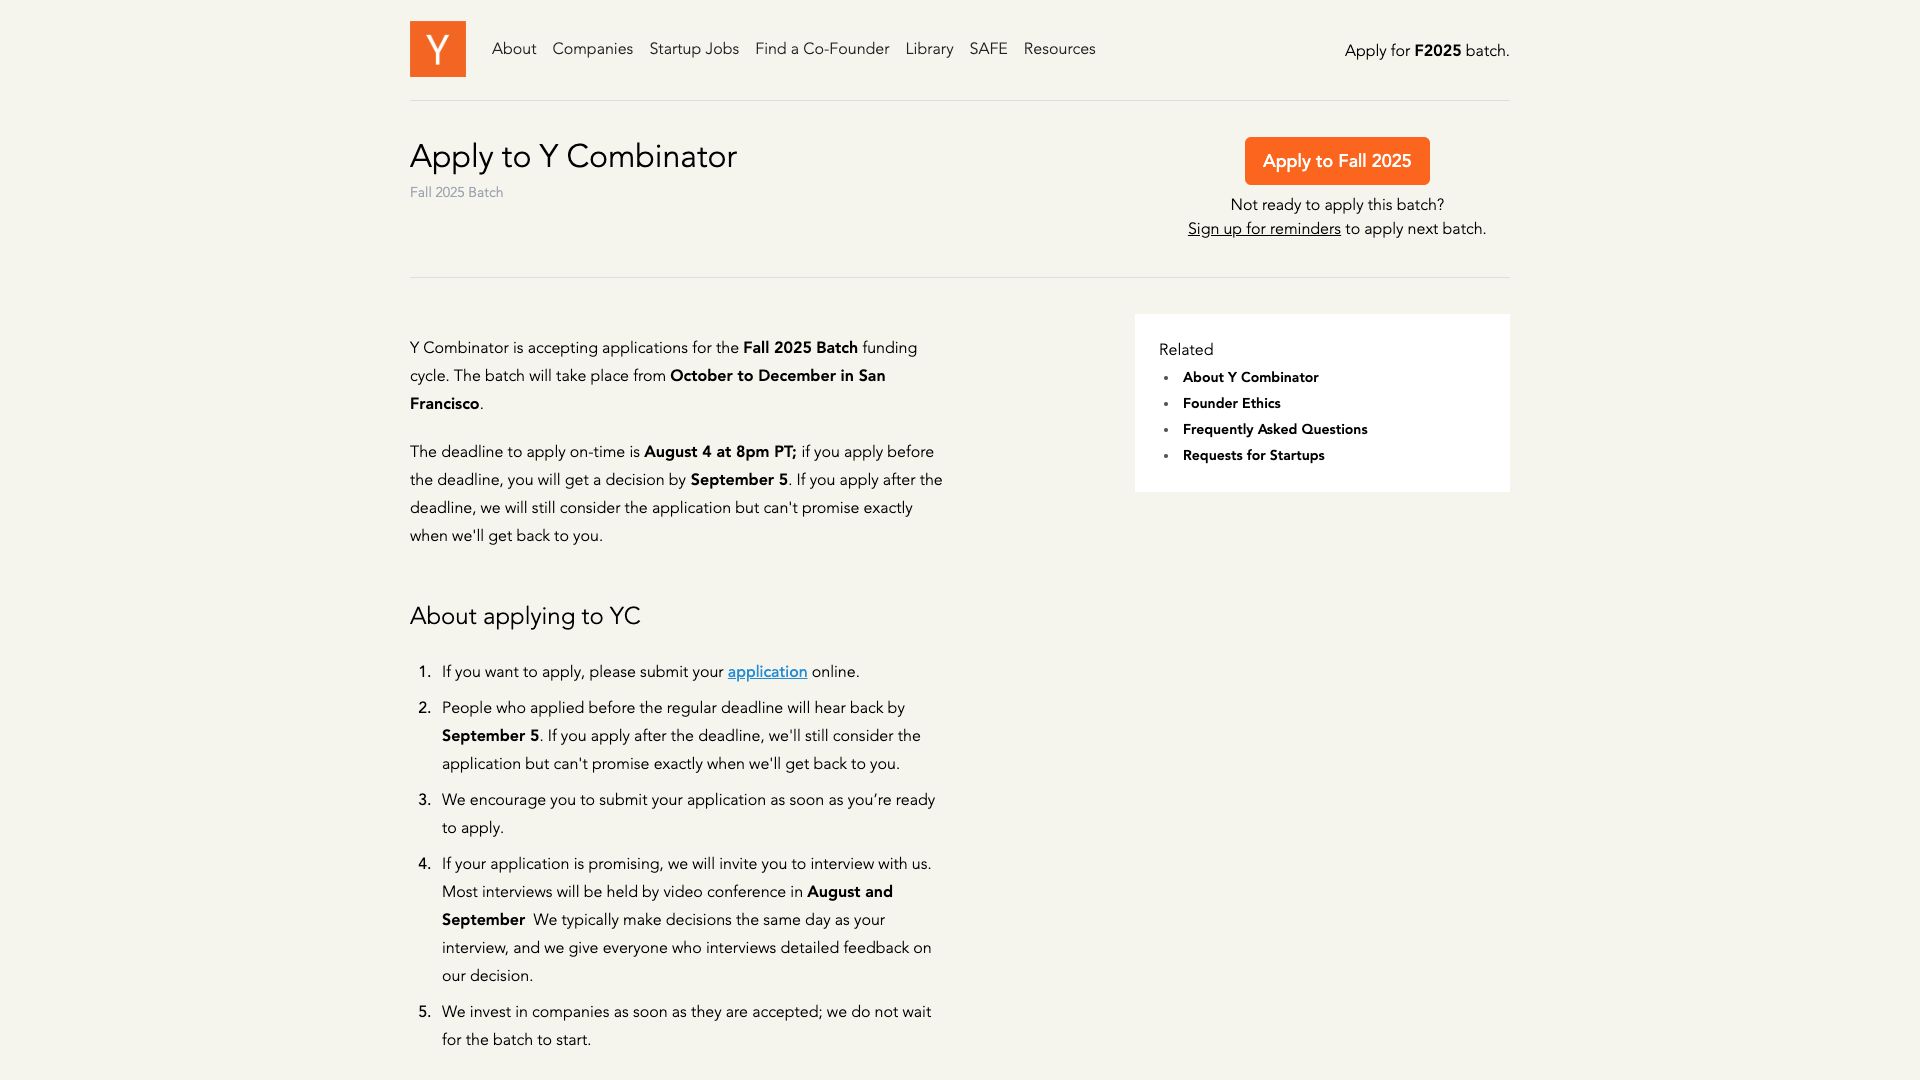 Y
About Companies Startup Jobs Find a Co-Founder Library SAFE Resources
Apply for F2025 batch.
Apply to Y Combinator
Fall 2025 Batch
Apply to Fall 2025
Not ready to apply this batch?
Sign up for reminders to apply next batch.
Y Combinator is accepting applications for the Fall 2025 Batch funding
cycle. The batch will take place from October to December in San
Francisco.
The deadline to apply on-time is August 4 at 8pm PT; if you apply before
the deadline, you will get a decision by September 5. If you apply after the
deadline, we will still consider the application but can't promise exactly
when we'll get back to you.
About applying to YC
1. If you want to apply, please submit your application online.
2. People who applied before the regular deadline will hear back by
September 5. If you apply after the deadline, we'll still consider the
application but can't promise exactly when we'll get back to you.
3. We encourage you to submit your application as soon as you’re ready
to apply.
4. If your application is promising, we will invite you to interview with us.
Most interviews will be held by video conference in August and
September  We typically make decisions the same day as your
interview, and we give everyone who interviews detailed feedback on
our decision.
5. We invest in companies as soon as they are accepted; we do not wait
for the batch to start.
Related
• About Y Combinator
• Founder Ethics
• Frequently Asked Questions
• Requests for Startups